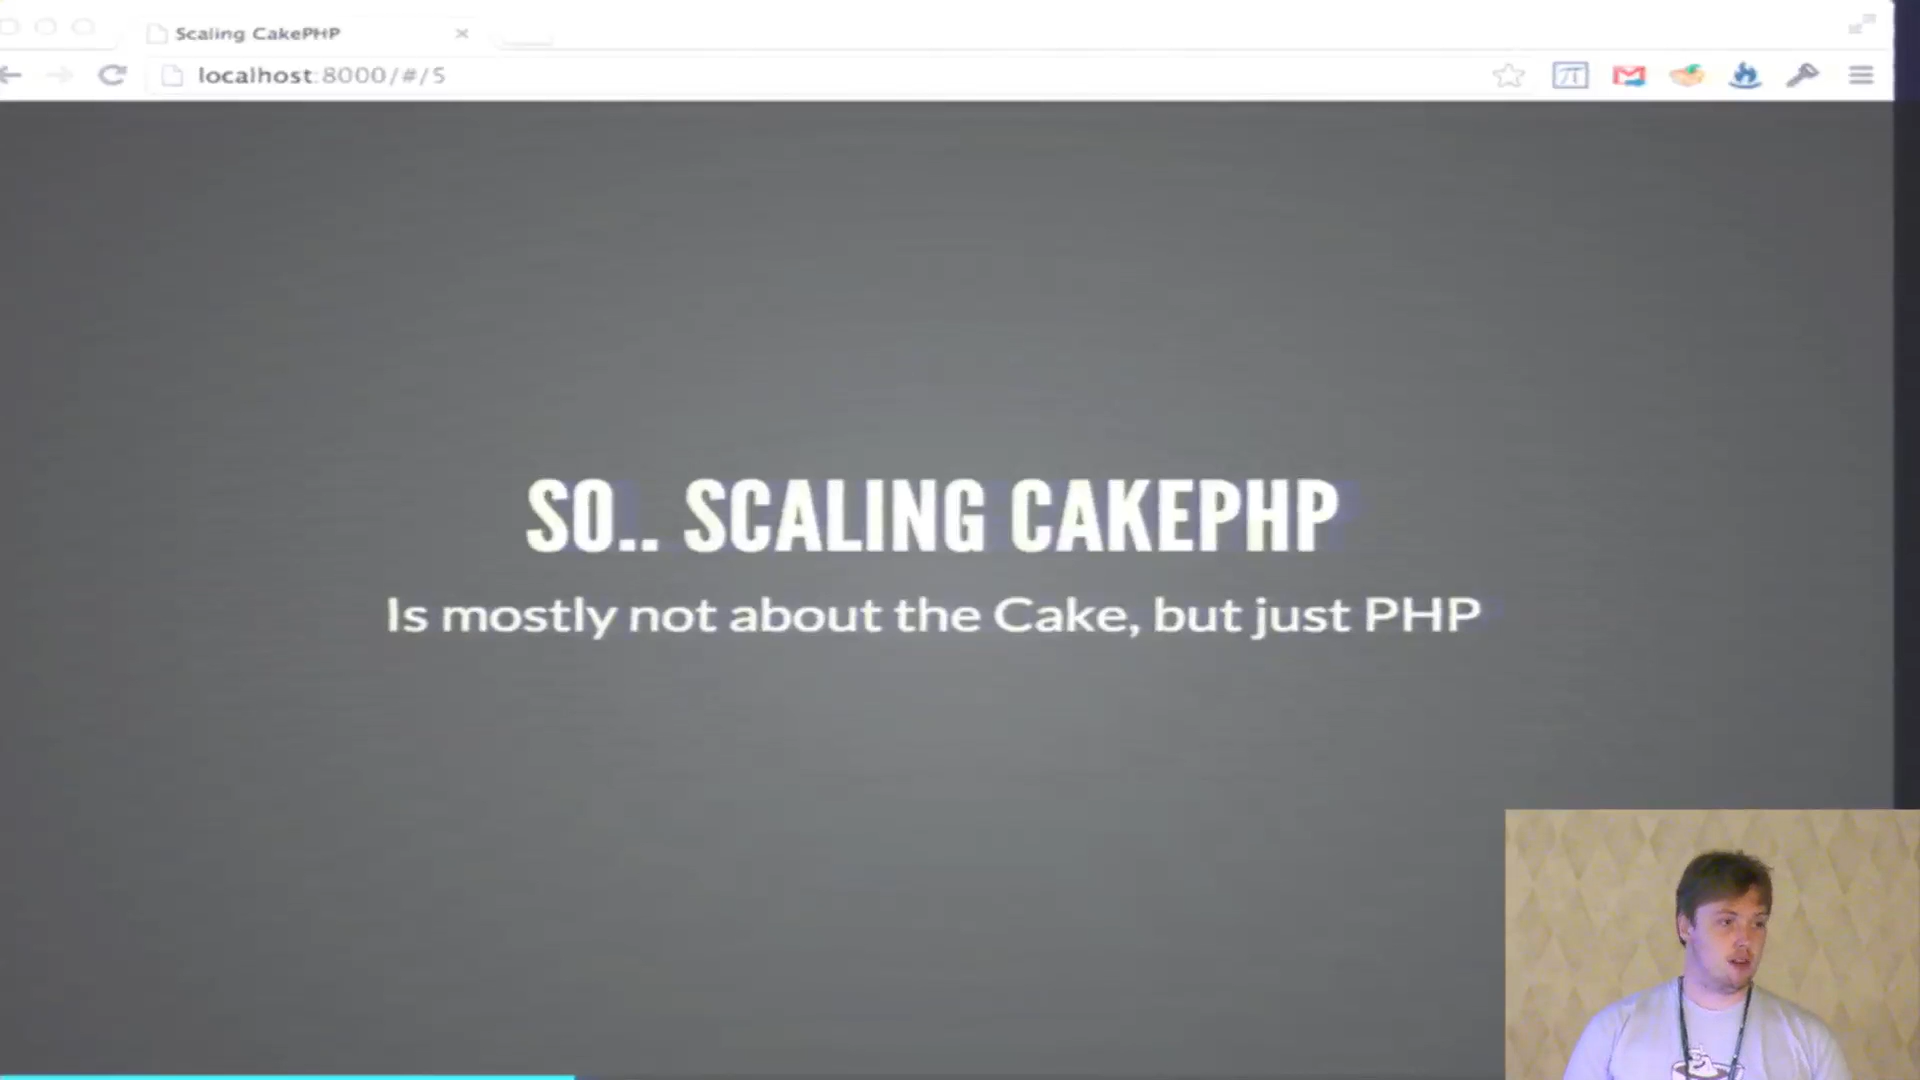 Scaling CakePHP
localhost:8000/#/5
SO.. SCALING CAKEPHP
Is mostly not about the Cake, but just PHP